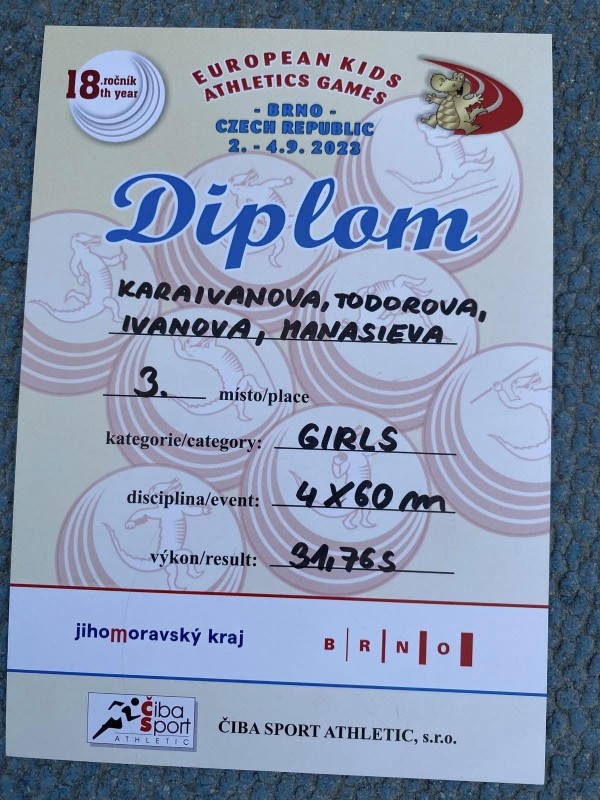 18.ročník
th year
EUROPEAN KIDS
ATHLETICS GAMES
- BRNO -
CZECH REPUBLIC
2. - 4.9. 2023
Diplom
KARAIVANOVA, TODOROVA,
IVANOVA, MANASIEVA
3. místo/place
kategorie/category: GIRLS
disciplina/event: 4X60 m
výkon/result: 31,76 s
jihomoravský kraj
B R N O
Čiba
Sport
ATHLETIC
ČIBA SPORT ATHLETIC, s.r.o.